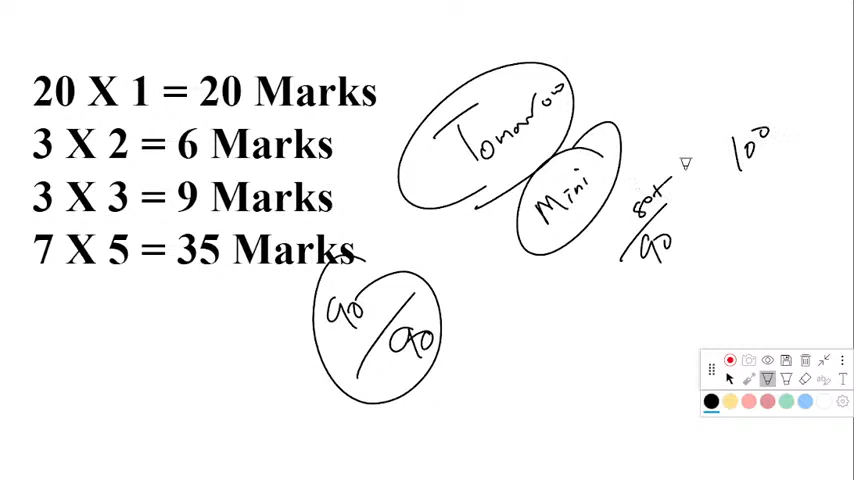 20 X 1 = 20 Marks
3 X 2 = 6 Marks
3 X 3 = 9 Marks
7 X 5 = 35 Marks
Tomorrow
Mini
80+
90
100
90
90